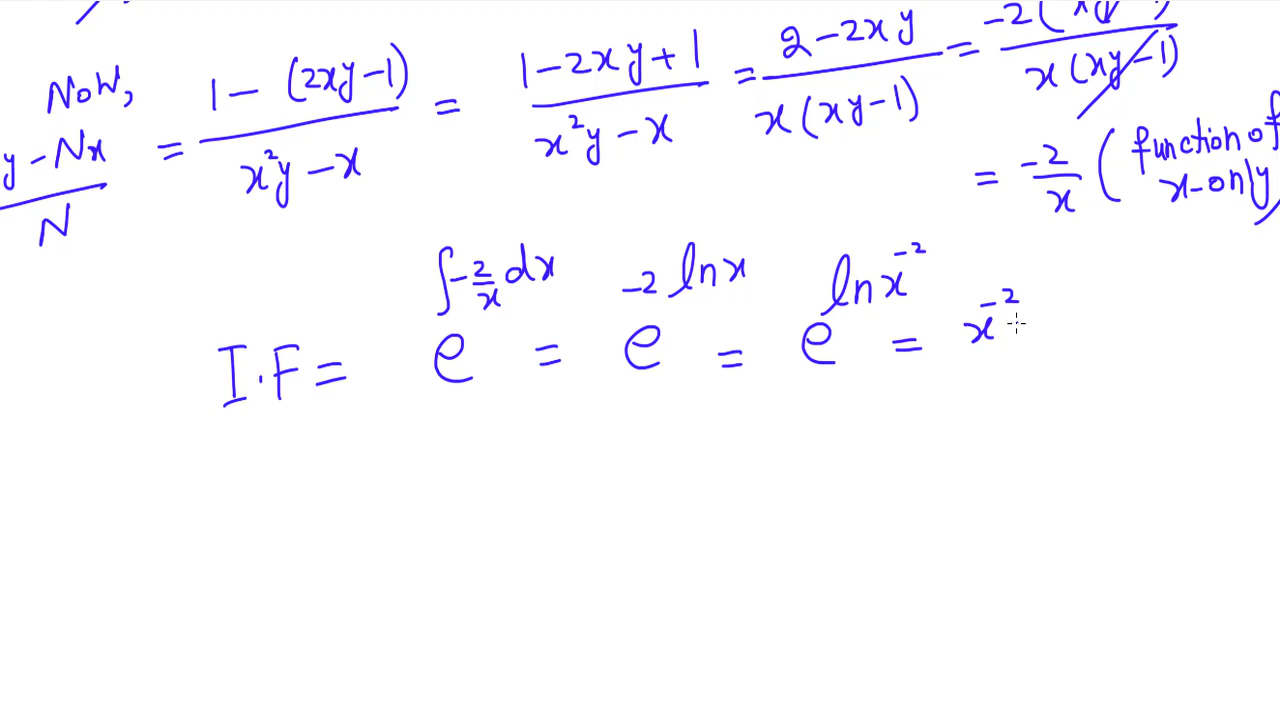 Now,
y - Nx / N = 1 - (2xy - 1) / x²y - x = 1 - 2xy + 1 / x²y - x = 2 - 2xy / x(xy - 1) = -2( / x(xy - 1)
= -2/x (function of x-only
I.F = e^∫-2/x dx = e^-2 ln x = e^ln x^-2 = x^-2